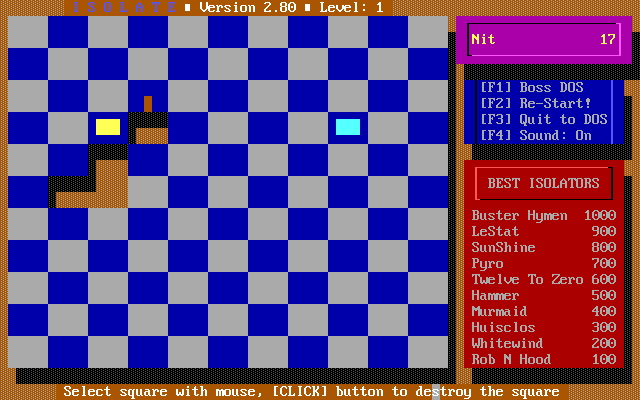 I S O L A T E ∎ Version 2.80 ∎ Level: 1
Nit 17
[F1] Boss DOS
[F2] Re-Start!
[F3] Quit to DOS
[F4] Sound: On
BEST ISOLATORS
Buster Hymen 1000
LeStat 900
SunShine 800
Pyro 700
Twelve To Zero 600
Hammer 500
Murmaid 400
Huisclos 300
Whitewind 200
Rob N Hood 100
Select square with mouse, [CLICK] button to destroy the square